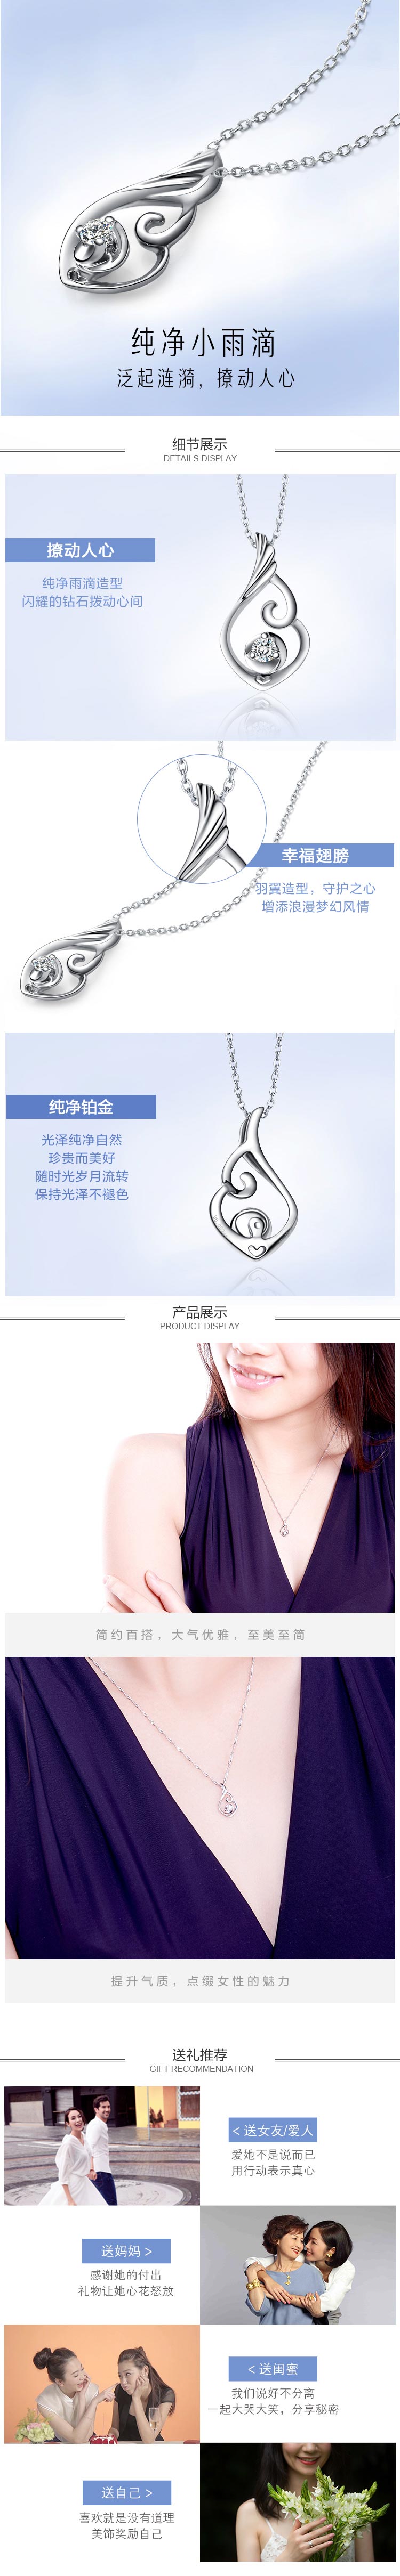 纯净小雨滴
泛起涟漪，撩动人心
细节展示
DETAILS DISPLAY
撩动人心
纯净雨滴造型
闪耀的钻石拨动心间
幸福翅膀
羽翼造型，守护之心
增添浪漫梦幻风情
纯净铂金
光泽纯净自然
珍贵而美好
随时光岁月流转
保持光泽不褪色
产品展示
PRODUCT DISPLAY
简约百搭，大气优雅，至美至简
提升气质，点缀女性的魅力
送礼推荐
GIFT RECOMMENDATION
< 送女友/爱人
爱她不是说而已
用行动表示真心
送妈妈 >
感谢她的付出
礼物让她心花怒放
< 送闺蜜
我们说好不分离
一起大哭大笑，分享秘密
送自己 >
喜欢就是没有道理
美饰奖励自己